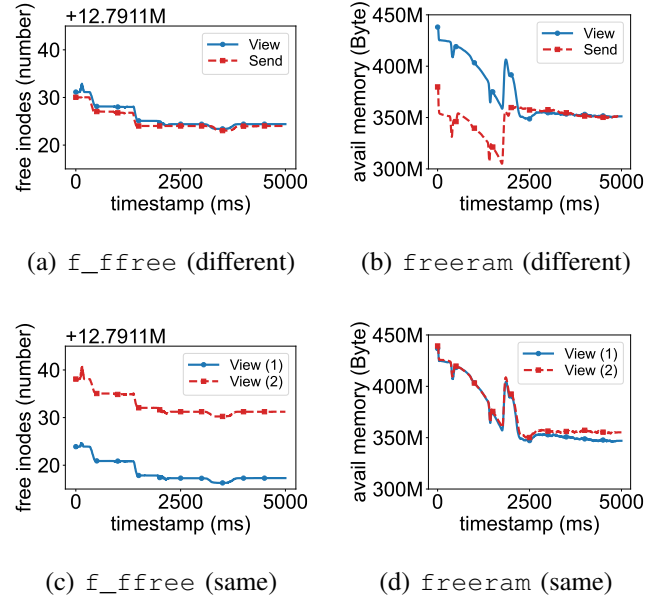 +12.7911M
free inodes (number)
40
30
20
View
Send
0
2500
5000
timestamp (ms)
(a) f_ffree (different)
avail memory (Byte)
450M
400M
350M
300M
View
Send
0
2500
5000
timestamp (ms)
(b) freeram (different)
+12.7911M
free inodes (number)
40
30
20
View (1)
View (2)
0
2500
5000
timestamp (ms)
(c) f_ffree (same)
avail memory (Byte)
450M
400M
350M
300M
View (1)
View (2)
0
2500
5000
timestamp (ms)
(d) freeram (same)